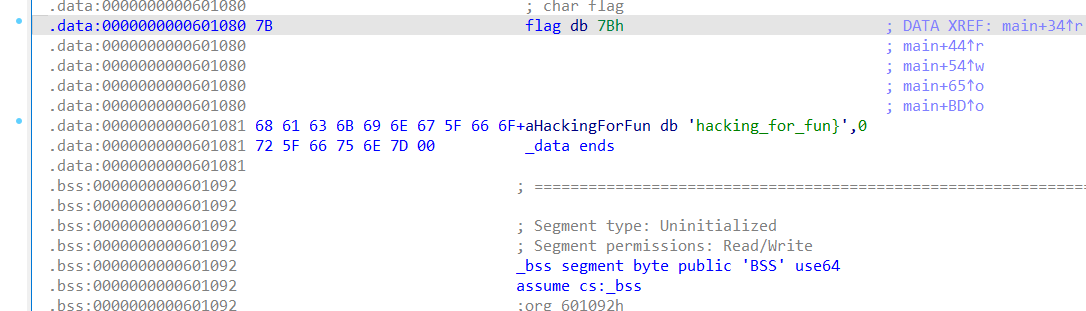 .data:0000000000601080 ; char flag
.data:0000000000601080 7B flag db 7Bh ; DATA XREF: main+34↑r
.data:0000000000601080 ; main+44↑r
.data:0000000000601080 ; main+54↑w
.data:0000000000601080 ; main+65↑o
.data:0000000000601080 ; main+BD↑o
.data:0000000000601081 68 61 63 6B 69 6E 67 5F 66 6F+aHackingForFun db 'hacking_for_fun}',0
.data:0000000000601081 72 5F 66 75 6E 7D 00 _data ends
.data:0000000000601081
.bss:0000000000601092 ; ===========================================================
.bss:0000000000601092
.bss:0000000000601092 ; Segment type: Uninitialized
.bss:0000000000601092 ; Segment permissions: Read/Write
.bss:0000000000601092 _bss segment byte public 'BSS' use64
.bss:0000000000601092 assume cs:_bss
.bss:0000000000601092 ;org 601092h